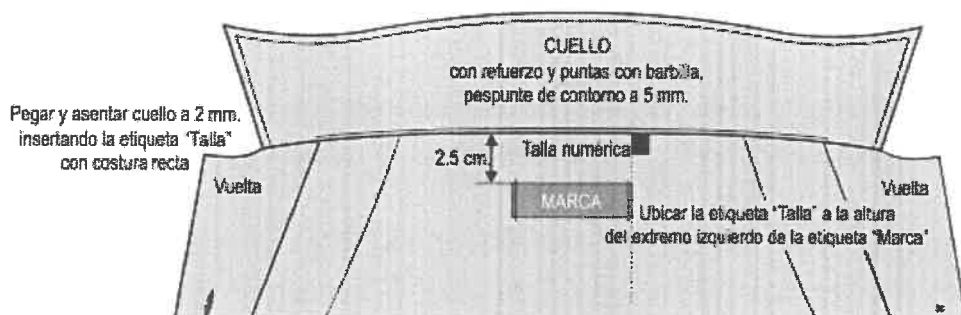 CUELLO
con refuerzo y puntas con barbilla,
pespunte de contorno a 5 mm.
Pegar y asentar cuello a 2 mm.
insertando la etiqueta "Talla"
con costura recta
2.5 cm.
Talla numerica
Vuelta
MARCA
Vuelta
Ubicar la etiqueta "Talla" a la altura
del extremo izquierdo de la etiqueta "Marca"